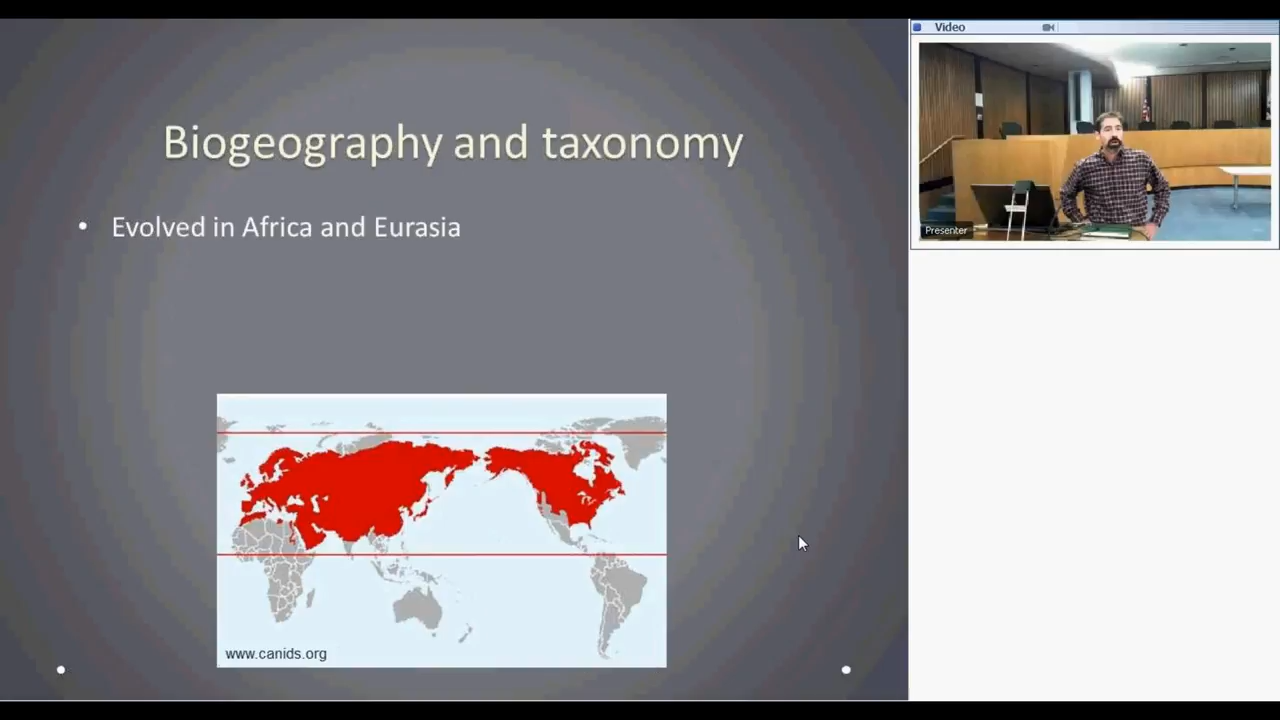 Biogeography and taxonomy
• Evolved in Africa and Eurasia
www.canids.org
Video
Presenter